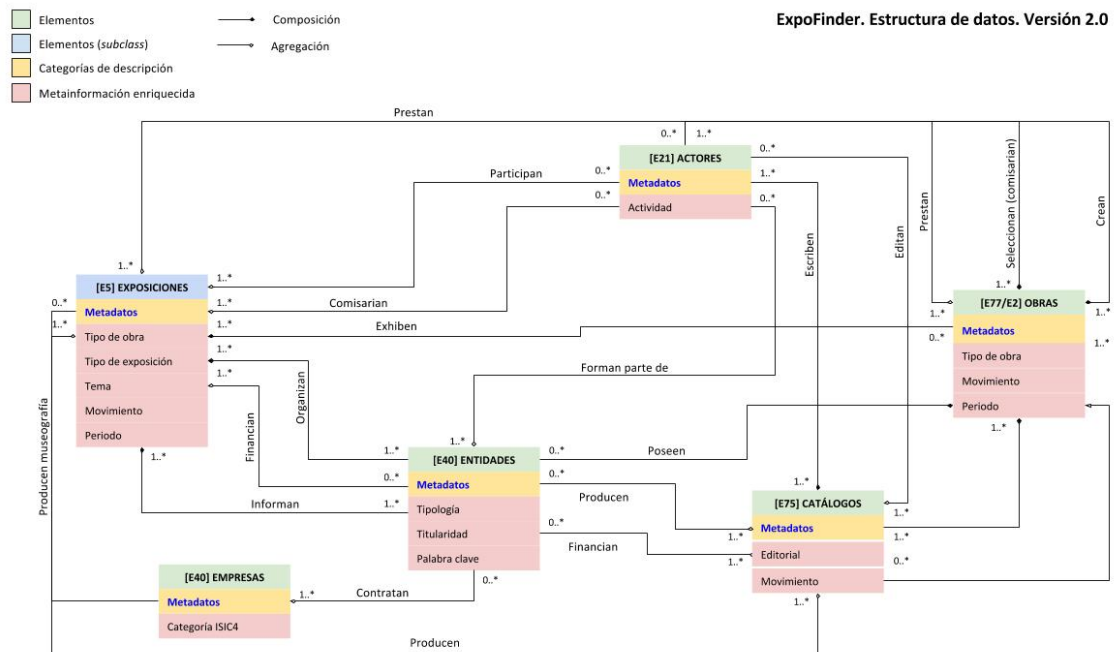 ExpoFinder. Estructura de datos. Versión 2.0
Elementos
Elementos (subclass)
Categorías de descripción
Metainformación enriquecida
Composición
Agregación
Prestan
0..*
1..*
[E21] ACTORES
Metadatos
Actividad
0..*
0..*
0..*
1..*
0..*
Participan
Comisarian
Escriben
Editan
Prestan
Seleccionan (comisarian)
Crean
1..*
[E5] EXPOSICIONES
Metadatos
Tipo de obra
Tipo de exposición
Tema
Movimiento
Periodo
0..*
1..*
1..*
1..*
1..*
1..*
1..*
1..*
Exhiben
Forman parte de
1..*
[E77/E2] OBRAS
Metadatos
Tipo de obra
Movimiento
Periodo
1..*
0..*
1..*
1..*
1..*
Organizan
Financian
Informan
Producen museografía
1..*
[E40] ENTIDADES
Metadatos
Tipología
Titularidad
Palabra clave
1..*
0..*
1..*
0..*
0..*
0..*
0..*
Poseen
Producen
Financian
1..*
[E75] CATÁLOGOS
Metadatos
Editorial
Movimiento
1..*
1..*
1..*
1..*
0..*
1..*
[E40] EMPRESAS
Metadatos
Categoría ISIC4
1..*
Contratan
Producen